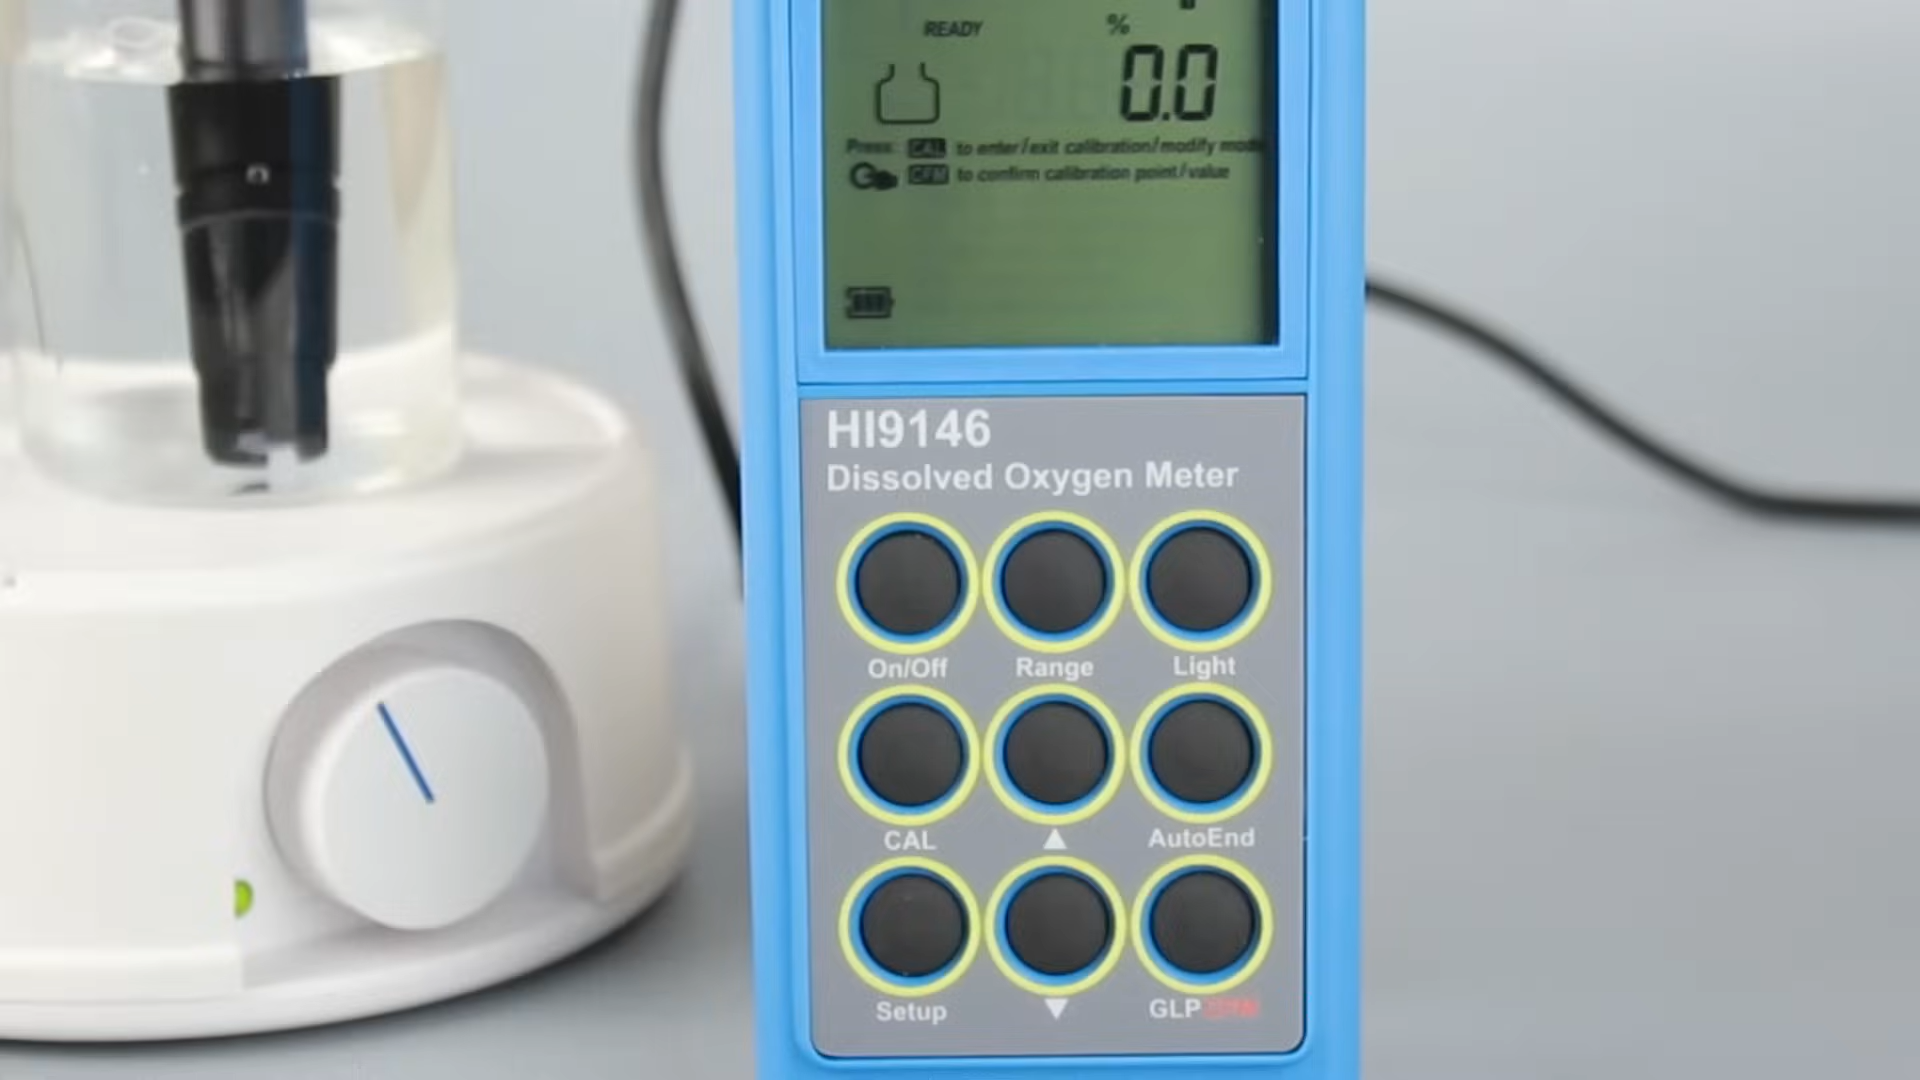 READY %
0.0
Press: CAL to enter/exit calibration/modify mode
CFM to confirm calibration point/value
HI9146
Dissolved Oxygen Meter
On/Off Range Light
CAL ▲ AutoEnd
Setup ▼ GLP